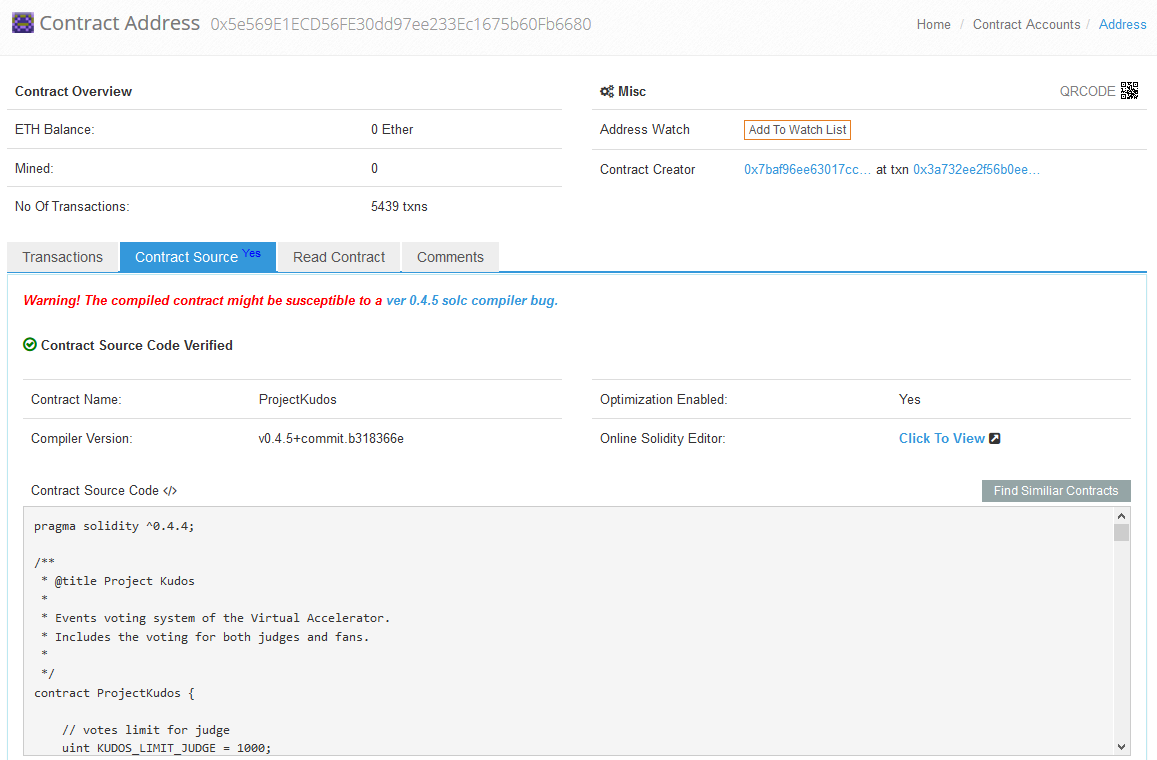 Contract Address 0x5e569E1ECD56FE30dd97ee233Ec1675b60Fb6680
Home / Contract Accounts / Address
Contract Overview
ETH Balance: 0 Ether
Mined: 0
No Of Transactions: 5439 txns
Misc QRCODE
Address Watch Add To Watch List
Contract Creator 0x7baf96ee63017cc... at txn 0x3a732ee2f56b0ee...
Transactions Contract Source Yes Read Contract Comments
Warning! The compiled contract might be susceptible to a ver 0.4.5 solc compiler bug.
Contract Source Code Verified
Contract Name: ProjectKudos
Compiler Version: v0.4.5+commit.b318366e
Optimization Enabled: Yes
Online Solidity Editor: Click To View
Contract Source Code </>
Find Similiar Contracts
pragma solidity ^0.4.4;
/**
 * @title Project Kudos
 *
 * Events voting system of the Virtual Accelerator.
 * Includes the voting for both judges and fans.
 *
 */
contract ProjectKudos {
    // votes limit for judge
    uint KUDOS_LIMIT_JUDGE = 1000;